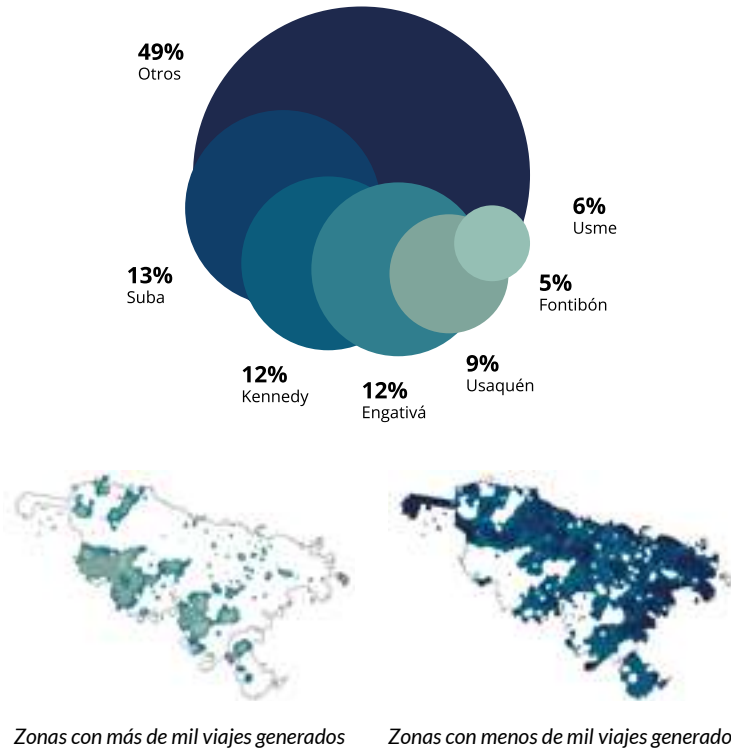 49%
Otros
6%
Usme
13%
Suba
5%
Fontibón
9%
Usaquén
12%
Kennedy
12%
Engativá
Zonas con más de mil viajes generados
Zonas con menos de mil viajes generado